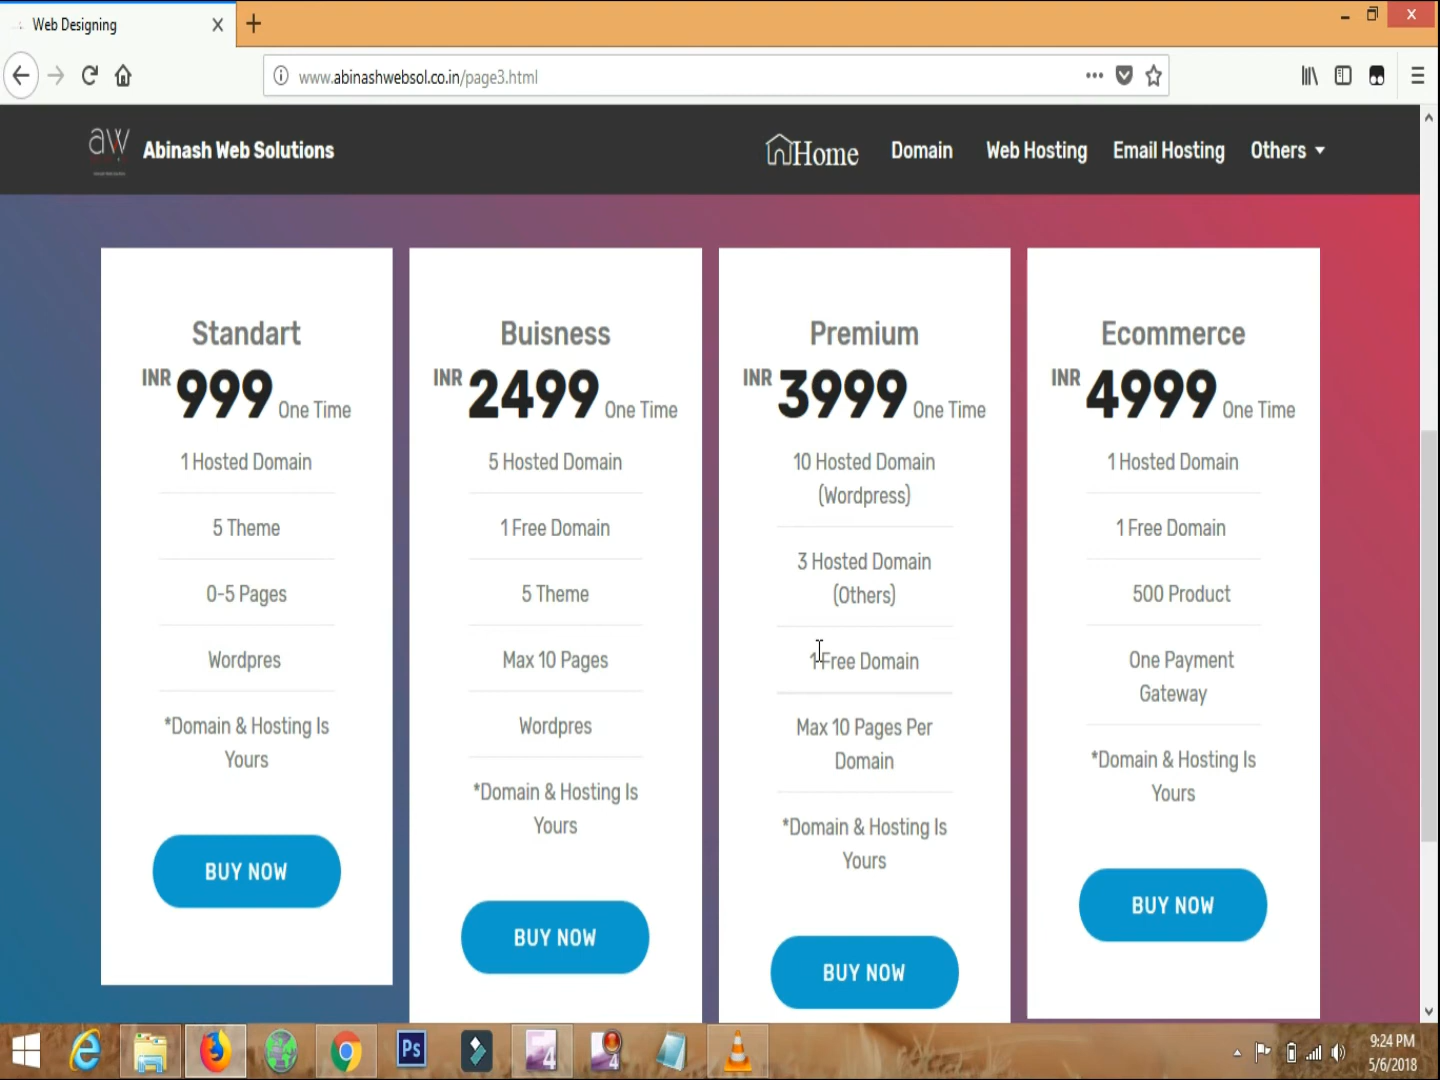 Web Designing
www.abinashwebsol.co.in/page3.html
aw
Abinash Web Solutions
Home
Domain
Web Hosting
Email Hosting
Others
Standart
INR 999 One Time
1 Hosted Domain
5 Theme
0-5 Pages
Wordpres
*Domain & Hosting Is
Yours
BUY NOW
Buisness
INR 2499 One Time
5 Hosted Domain
1 Free Domain
5 Theme
Max 10 Pages
Wordpres
*Domain & Hosting Is
Yours
BUY NOW
Premium
INR 3999 One Time
10 Hosted Domain
(Wordpress)
3 Hosted Domain
(Others)
1 Free Domain
Max 10 Pages Per
Domain
*Domain & Hosting Is
Yours
BUY NOW
Ecommerce
INR 4999 One Time
1 Hosted Domain
1 Free Domain
500 Product
One Payment
Gateway
*Domain & Hosting Is
Yours
BUY NOW
Ps
4
4
9:24 PM
5/6/2018